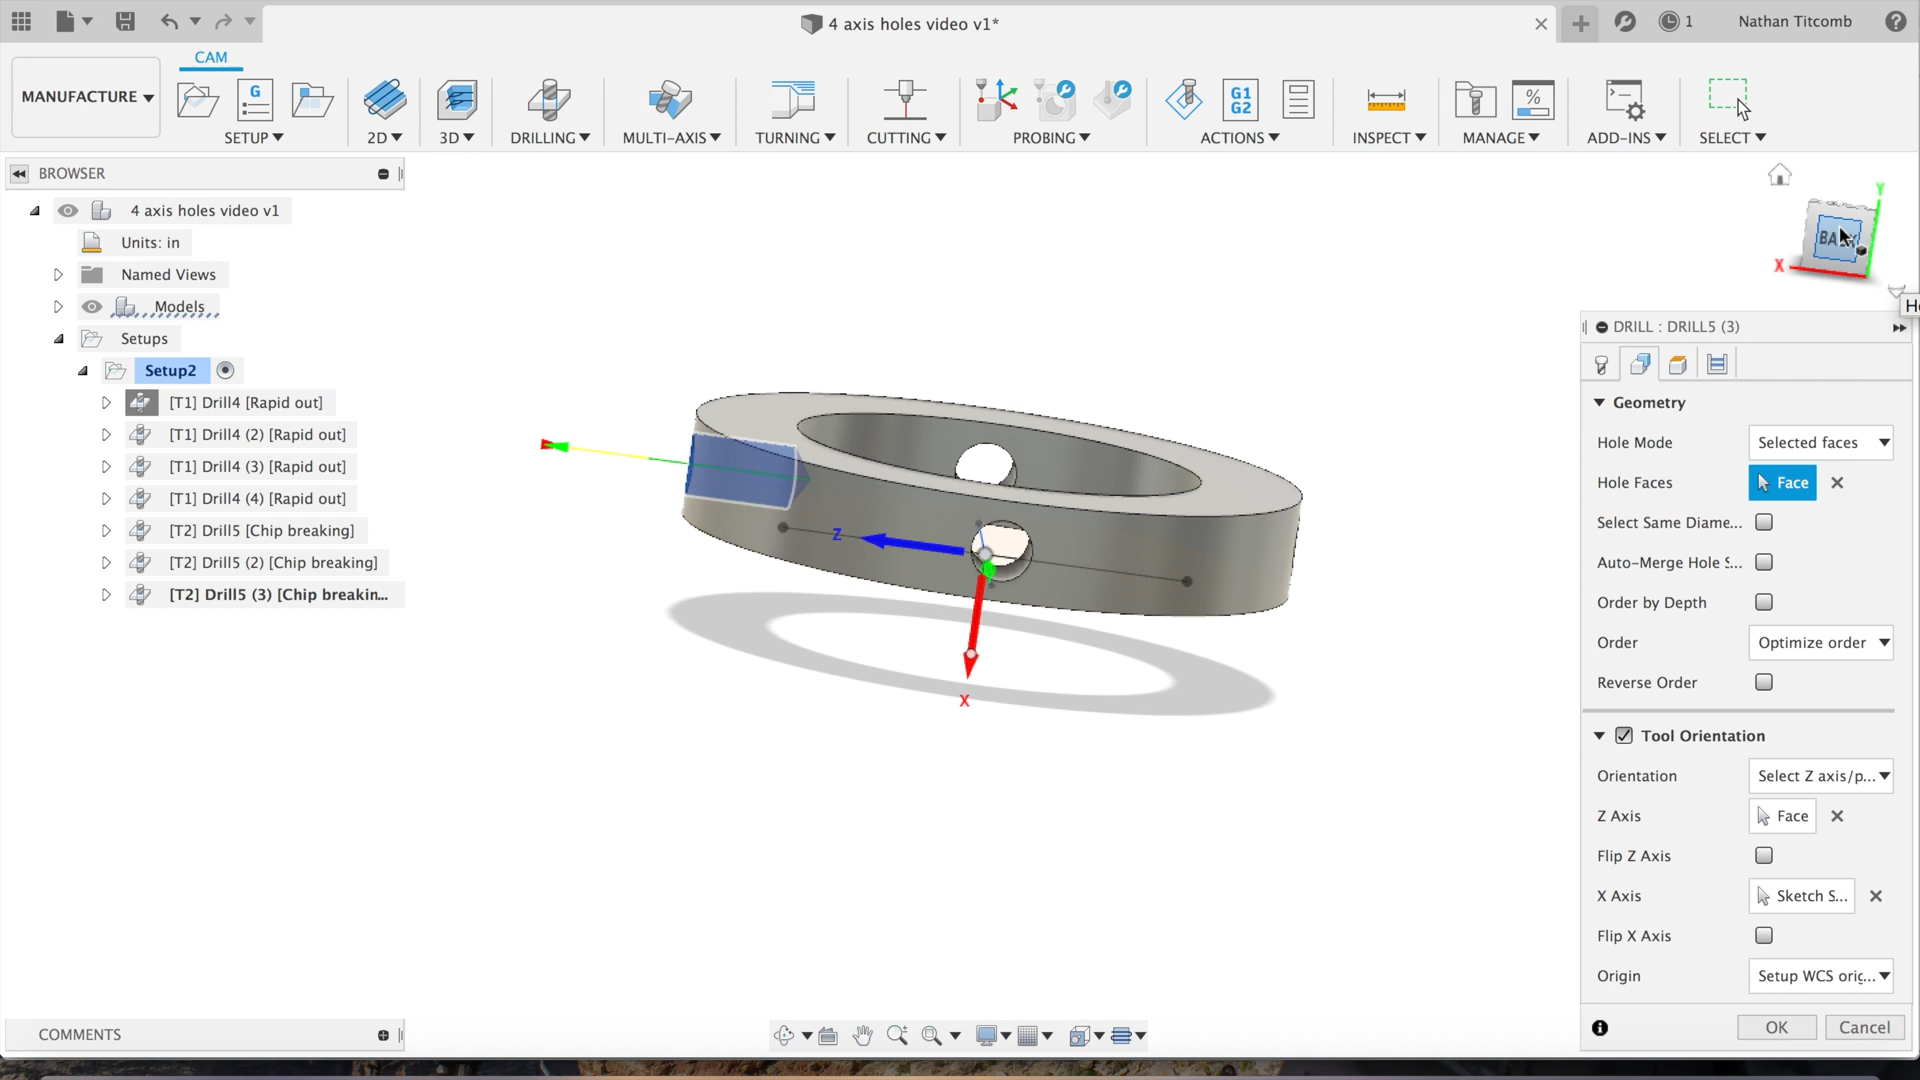 4 axis holes video v1*
1
Nathan Titcomb
CAM
MANUFACTURE
G
G1
G2
%
SETUP
2D
3D
DRILLING
MULTI-AXIS
TURNING
CUTTING
PROBING
ACTIONS
INSPECT
MANAGE
ADD-INS
SELECT
BROWSER
4 axis holes video v1
Units: in
Named Views
Models
Setups
Setup2
[T1] Drill4 [Rapid out]
[T1] Drill4 (2) [Rapid out]
[T1] Drill4 (3) [Rapid out]
[T1] Drill4 (4) [Rapid out]
[T2] Drill5 [Chip breaking]
[T2] Drill5 (2) [Chip breaking]
[T2] Drill5 (3) [Chip breakin...
Z
X
Y
X
DRILL : DRILL5 (3)
Geometry
Hole Mode
Selected faces
Hole Faces
Face
Select Same Diame...
Auto-Merge Hole S...
Order by Depth
Order
Optimize order
Reverse Order
Tool Orientation
Orientation
Select Z axis/p...
Z Axis
Face
Flip Z Axis
X Axis
Sketch S...
Flip X Axis
Origin
Setup WCS orig...
OK
Cancel
COMMENTS